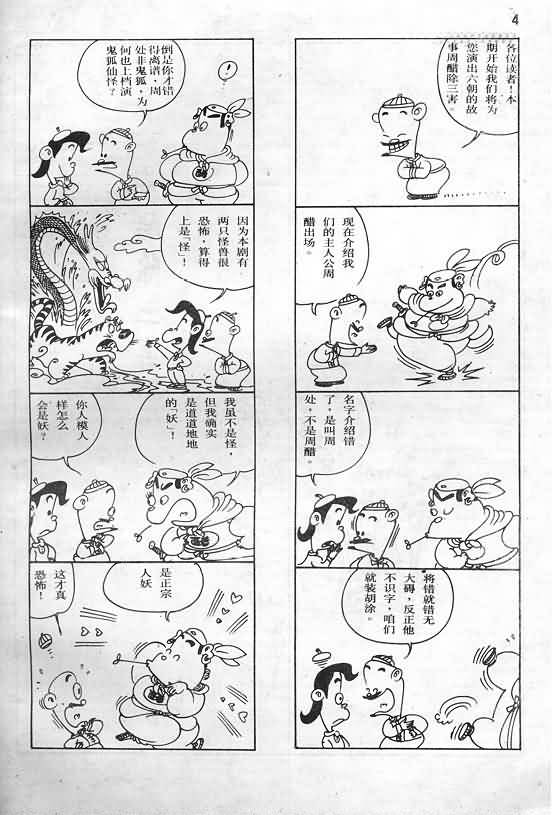 4
各位读者！本
期开始我们将为
您演出六朝的故
事周醋除三害。
现在介绍我
们的主人公周
醋出场。
名字介绍错
了，是叫周
处，不是周醋。
将错就错无
大碍，反正他
不识字，咱们
就装胡涂。
倒是你才错
得离谱，周
处非鬼狐，为
何也上档演
鬼狐仙怪？
！
因为本剧有
两只怪兽很
恐怖，算得
上是「怪」！
我虽不是怪，
但我确实
是道道地地
的「妖」！
你人模人
样怎么
会是妖？
是正宗
人妖
这才真
恐怖！